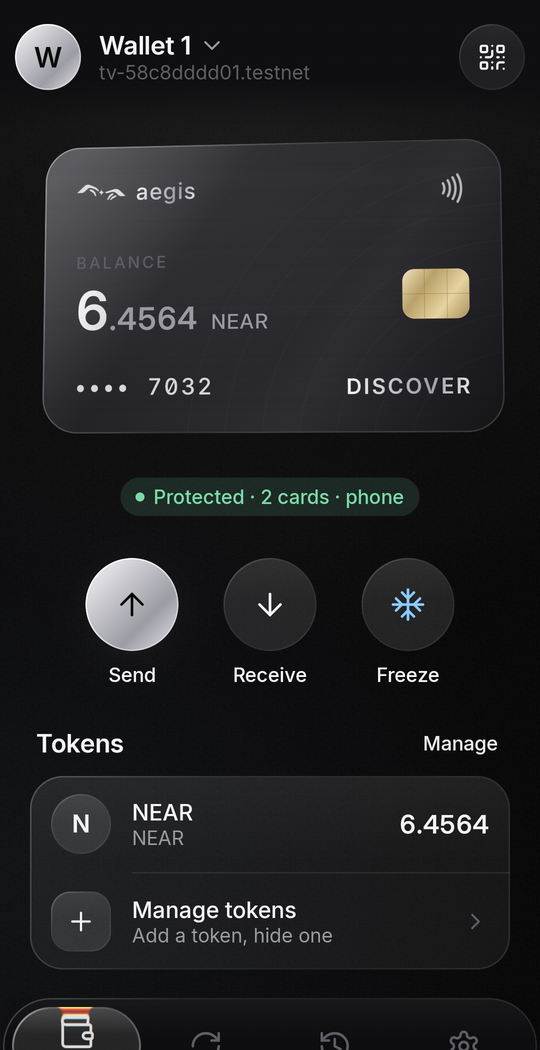 W
Wallet 1
tv-58c8dddd01.testnet
aegis
BALANCE
6.4564 NEAR
•••• 7032
DISCOVER
Protected · 2 cards · phone
Send
Receive
Freeze
Tokens
Manage
N
NEAR
NEAR
6.4564
Manage tokens
Add a token, hide one